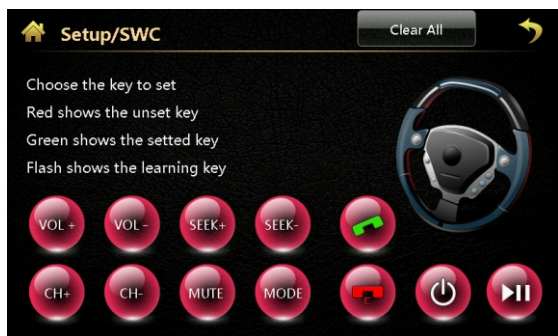 Setup/SWC
Clear All
Choose the key to set
Red shows the unset key
Green shows the setted key
Flash shows the learning key
VOL + VOL - SEEK+ SEEK-
CH+ CH- MUTE MODE